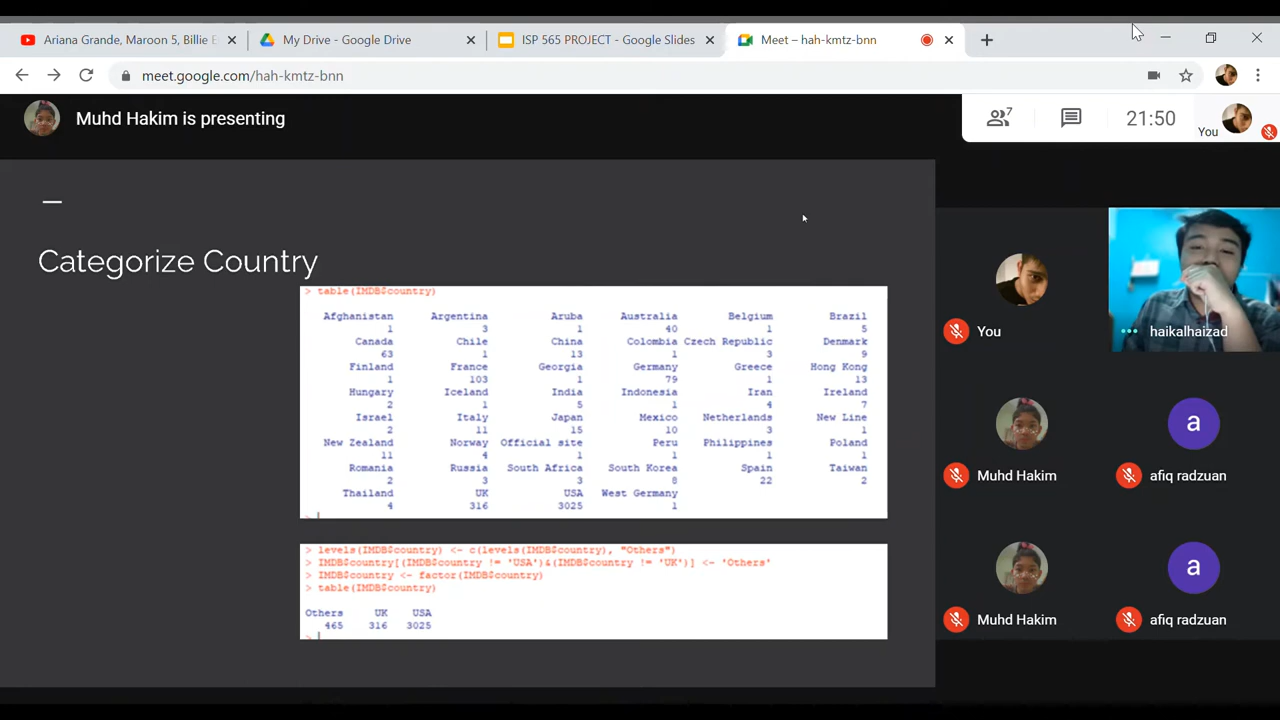 Ariana Grande, Maroon 5, Billie E
My Drive - Google Drive
ISP 565 PROJECT - Google Slides
Meet – hah-kmtz-bnn
meet.google.com/hah-kmtz-bnn
Muhd Hakim is presenting
7
21:50
You
Categorize Country
> table(IMDB$country)
Afghanistan Argentina Aruba Australia Belgium Brazil
1 3 1 40 1 5
Canada Chile China Colombia Czech Republic Denmark
63 1 13 1 3 9
Finland France Georgia Germany Greece Hong Kong
1 103 1 79 1 13
Hungary Iceland India Indonesia Iran Ireland
2 1 5 1 4 7
Israel Italy Japan Mexico Netherlands New Line
2 11 15 10 3 1
New Zealand Norway Official site Peru Philippines Poland
11 4 1 1 1 1
Romania Russia South Africa South Korea Spain Taiwan
2 3 3 8 22 2
Thailand UK USA West Germany
4 316 3025 1
>
> levels(IMDB$country) <- c(levels(IMDB$country), "Others")
> IMDB$country[(IMDB$country != 'USA')&(IMDB$country != 'UK')] <- 'Others'
> IMDB$country <- factor(IMDB$country)
> table(IMDB$country)
Others UK USA
465 316 3025
>
You
haikalhaizad
Muhd Hakim
a
afiq radzuan
Muhd Hakim
a
afiq radzuan